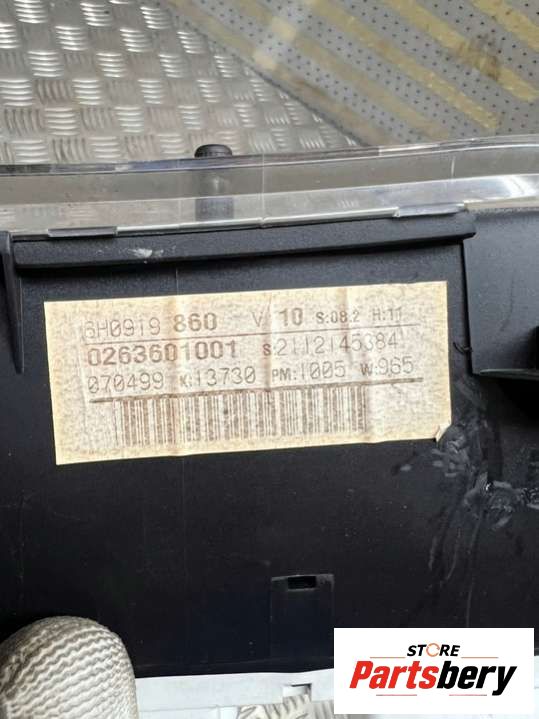 6H0919 860 V 10 S:08.2 H:11
0263601001 S:2112145384
070499 K:13730 PM:1005 W:965
STORE
Partsbery